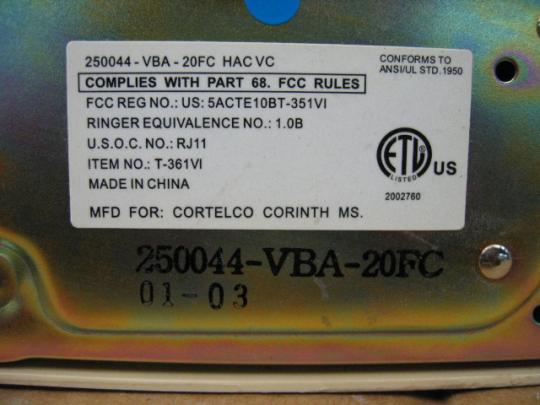 250044-VBA-20FC HAC VC
CONFORMS TO
ANSI/UL STD.1950
COMPLIES WITH PART 68. FCC RULES
FCC REG NO.: US: 5ACTE10BT-351VI
RINGER EQUIVALENCE NO.: 1.0B
U.S.O.C. NO.: RJ11
ITEM NO.: T-361VI
MADE IN CHINA
MFD FOR: CORTELCO CORINTH MS.
ETL ® US
LISTED
2002760
250044-VBA-20FC
01-03